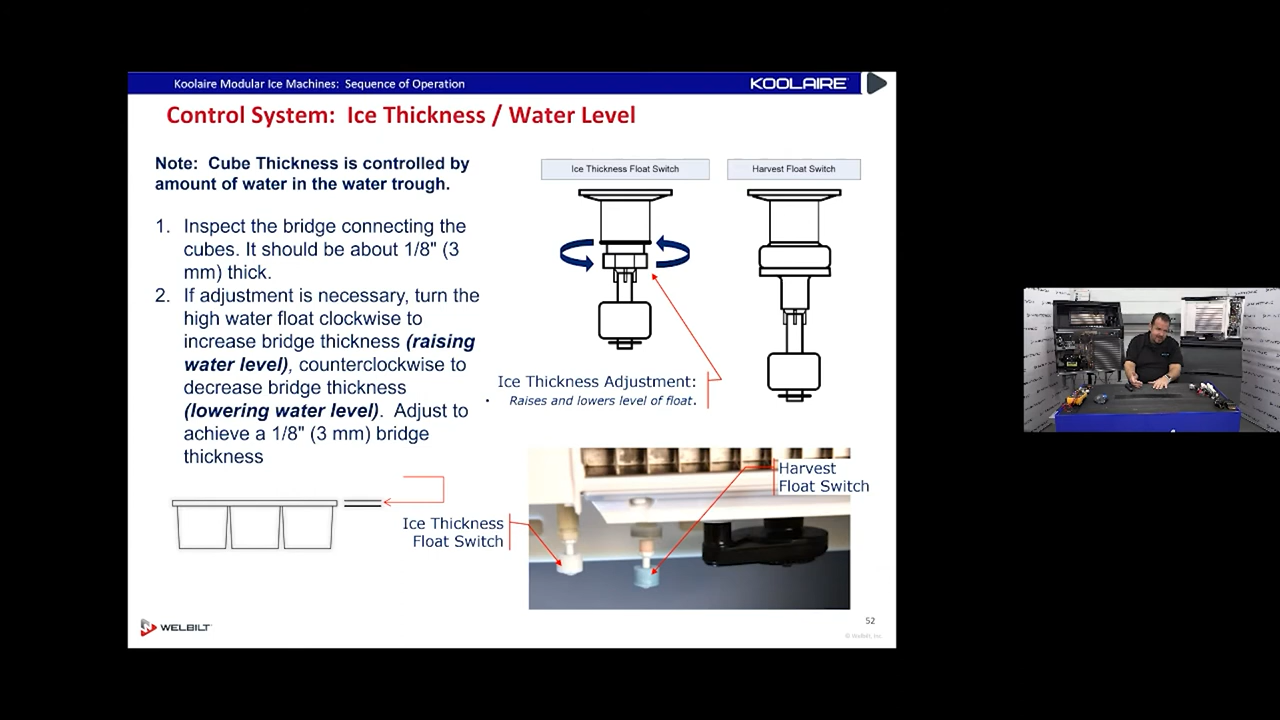 Koolaire Modular Ice Machines: Sequence of Operation
KOOLAIRE
Control System: Ice Thickness / Water Level
Note: Cube Thickness is controlled by
amount of water in the water trough.
1. Inspect the bridge connecting the
cubes. It should be about 1/8" (3
mm) thick.
2. If adjustment is necessary, turn the
high water float clockwise to
increase bridge thickness (raising
water level), counterclockwise to
decrease bridge thickness
(lowering water level). Adjust to
achieve a 1/8" (3 mm) bridge
thickness
Ice Thickness Float Switch
Harvest Float Switch
Ice Thickness Adjustment:
• Raises and lowers level of float.
Harvest
Float Switch
Ice Thickness
Float Switch
WELBILT
52
© Welbilt, Inc.